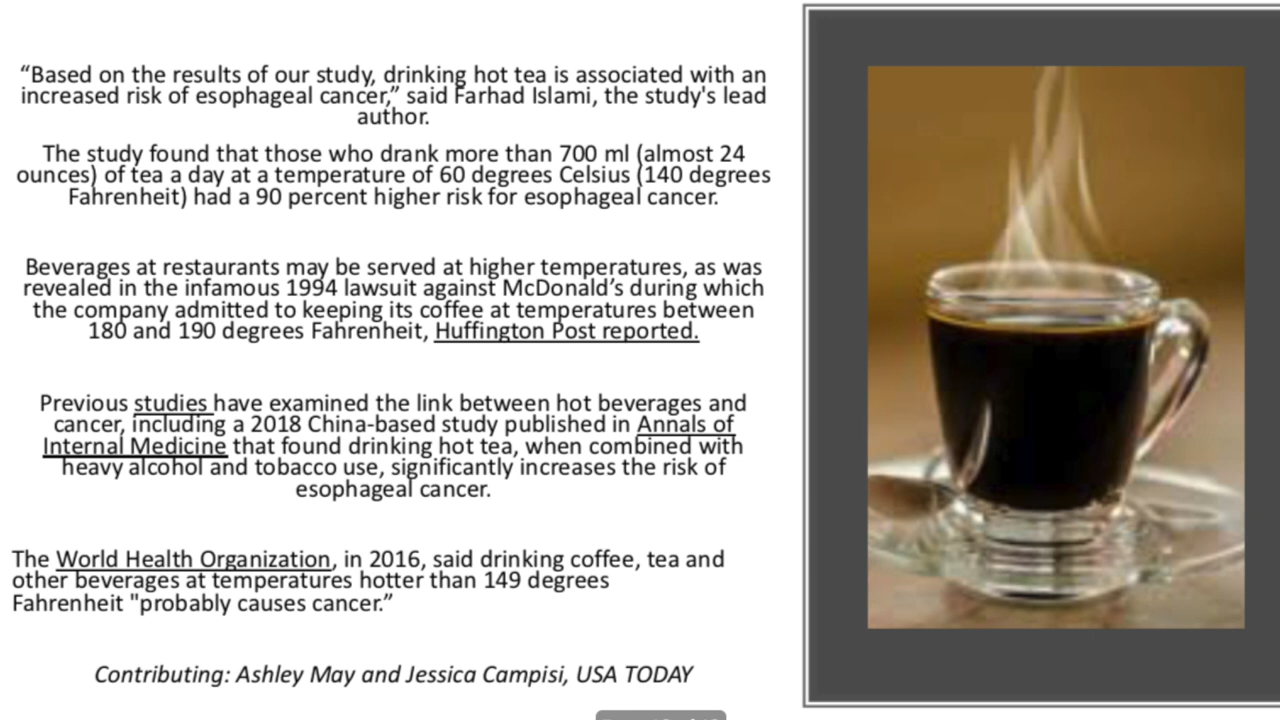 “Based on the results of our study, drinking hot tea is associated with an
increased risk of esophageal cancer,” said Farhad Islami, the study's lead
author.
The study found that those who drank more than 700 ml (almost 24
ounces) of tea a day at a temperature of 60 degrees Celsius (140 degrees
Fahrenheit) had a 90 percent higher risk for esophageal cancer.
Beverages at restaurants may be served at higher temperatures, as was
revealed in the infamous 1994 lawsuit against McDonald’s during which
the company admitted to keeping its coffee at temperatures between
180 and 190 degrees Fahrenheit, Huffington Post reported.
Previous studies have examined the link between hot beverages and
cancer, including a 2018 China-based study published in Annals of
Internal Medicine that found drinking hot tea, when combined with
heavy alcohol and tobacco use, significantly increases the risk of
esophageal cancer.
The World Health Organization, in 2016, said drinking coffee, tea and
other beverages at temperatures hotter than 149 degrees
Fahrenheit "probably causes cancer.”
Contributing: Ashley May and Jessica Campisi, USA TODAY